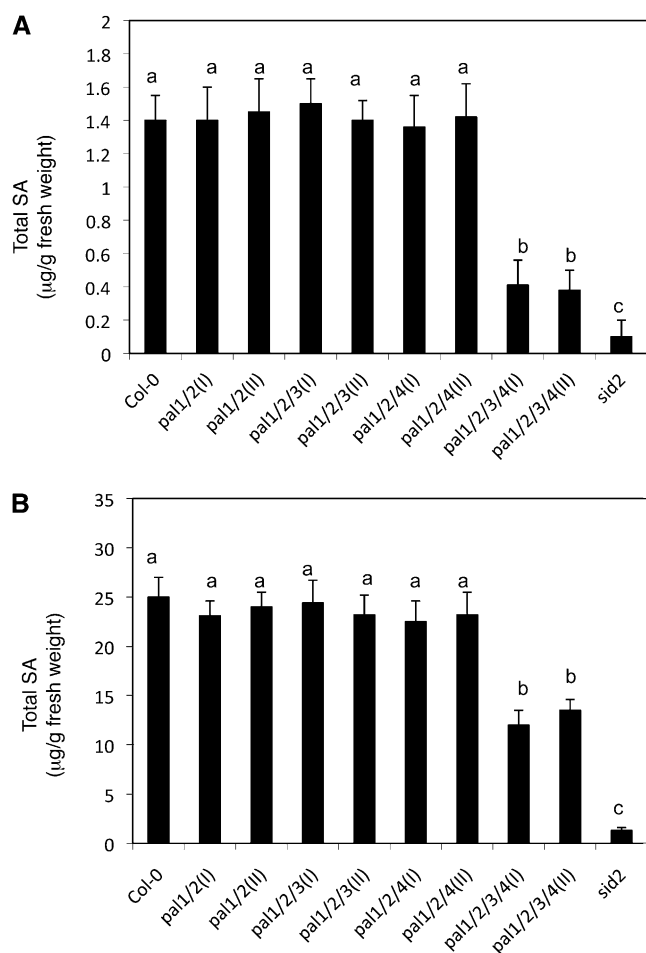 A
Total SA
(μg/g fresh weight)
2
1.8
1.6
1.4
1.2
1
0.8
0.6
0.4
0.2
0
a
a
a
a
a
a
a
b
b
c
Col-0
pal1/2(I)
pal1/2(II)
pal1/2/3(I)
pal1/2/3(II)
pal1/2/4(I)
pal1/2/4(II)
pal1/2/3/4(I)
pal1/2/3/4(II)
sid2
B
Total SA
(μg/g fresh weight)
35
30
25
20
15
10
5
0
a
a
a
a
a
a
a
b
b
c
Col-0
pal1/2(I)
pal1/2(II)
pal1/2/3(I)
pal1/2/3(II)
pal1/2/4(I)
pal1/2/4(II)
pal1/2/3/4(I)
pal1/2/3/4(II)
sid2